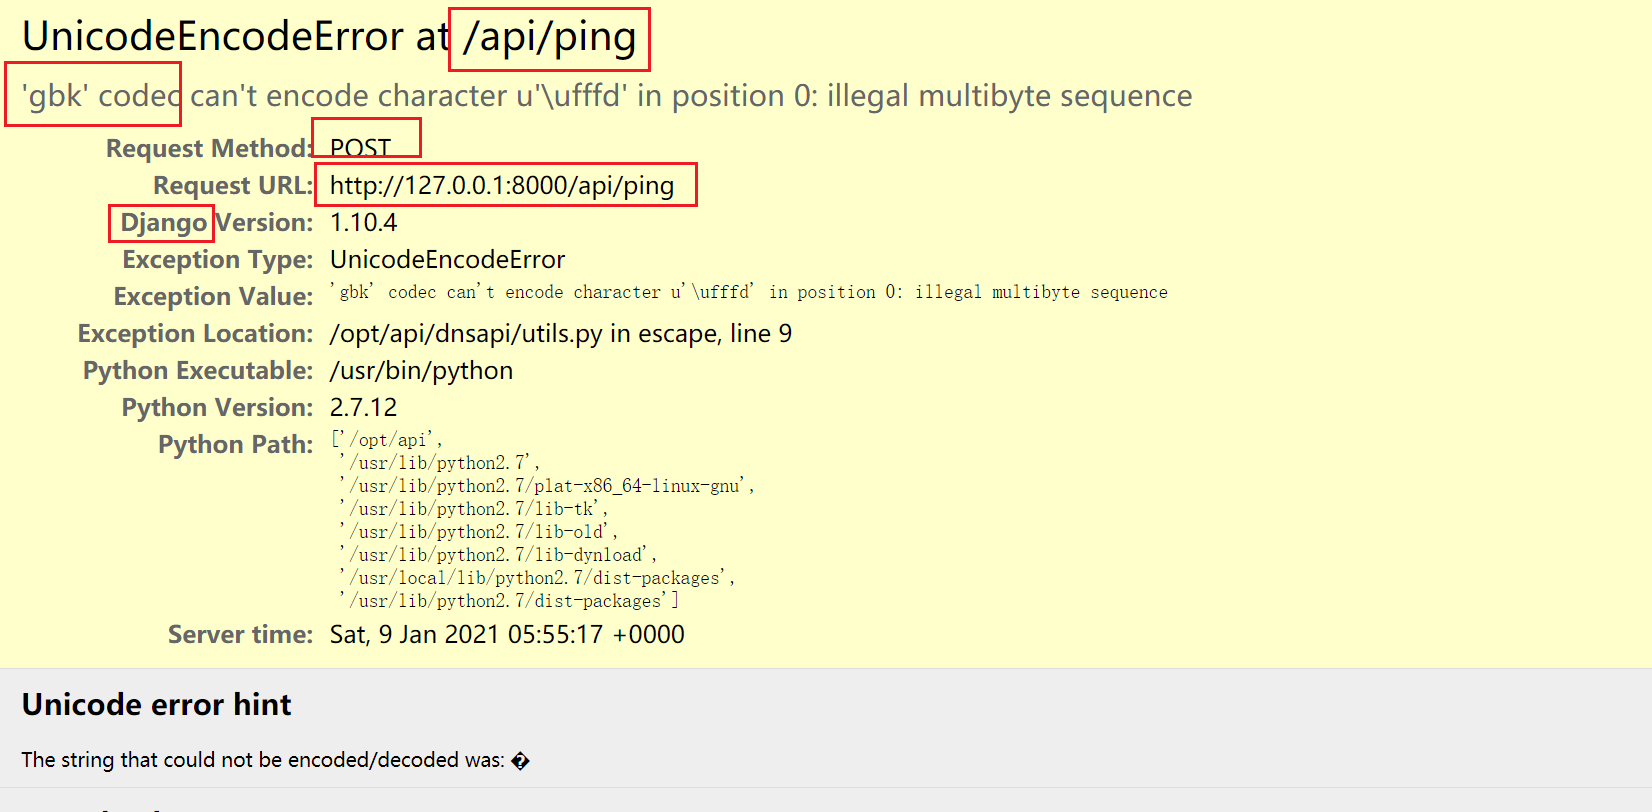 UnicodeEncodeError at /api/ping
'gbk' codec can't encode character u'\ufffd' in position 0: illegal multibyte sequence
Request Method: POST
Request URL: http://127.0.0.1:8000/api/ping
Django Version: 1.10.4
Exception Type: UnicodeEncodeError
Exception Value: 'gbk' codec can't encode character u'\ufffd' in position 0: illegal multibyte sequence
Exception Location: /opt/api/dnsapi/utils.py in escape, line 9
Python Executable: /usr/bin/python
Python Version: 2.7.12
Python Path: ['/opt/api',
'/usr/lib/python2.7',
'/usr/lib/python2.7/plat-x86_64-linux-gnu',
'/usr/lib/python2.7/lib-tk',
'/usr/lib/python2.7/lib-old',
'/usr/lib/python2.7/lib-dynload',
'/usr/local/lib/python2.7/dist-packages',
'/usr/lib/python2.7/dist-packages']
Server time: Sat, 9 Jan 2021 05:55:17 +0000
Unicode error hint
The string that could not be encoded/decoded was: �